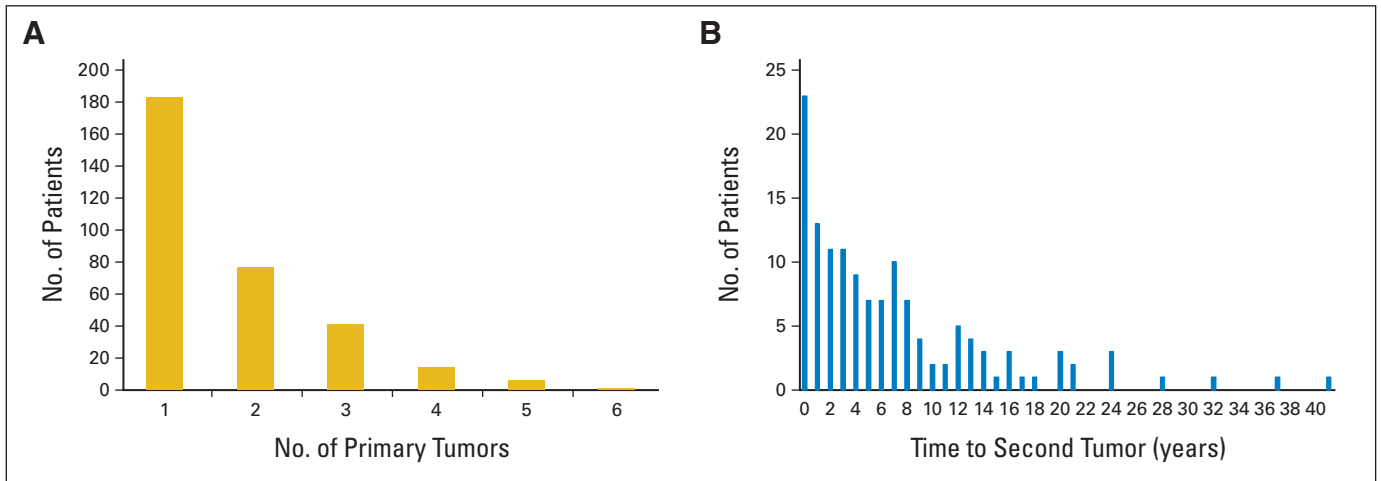 A
200
180
160
140
120
100
80
60
40
20
0
No. of Patients
1 2 3 4 5 6
No. of Primary Tumors
B
25
20
15
10
5
0
No. of Patients
0 2 4 6 8 10 12 14 16 18 20 22 24 26 28 30 32 34 36 38 40
Time to Second Tumor (years)